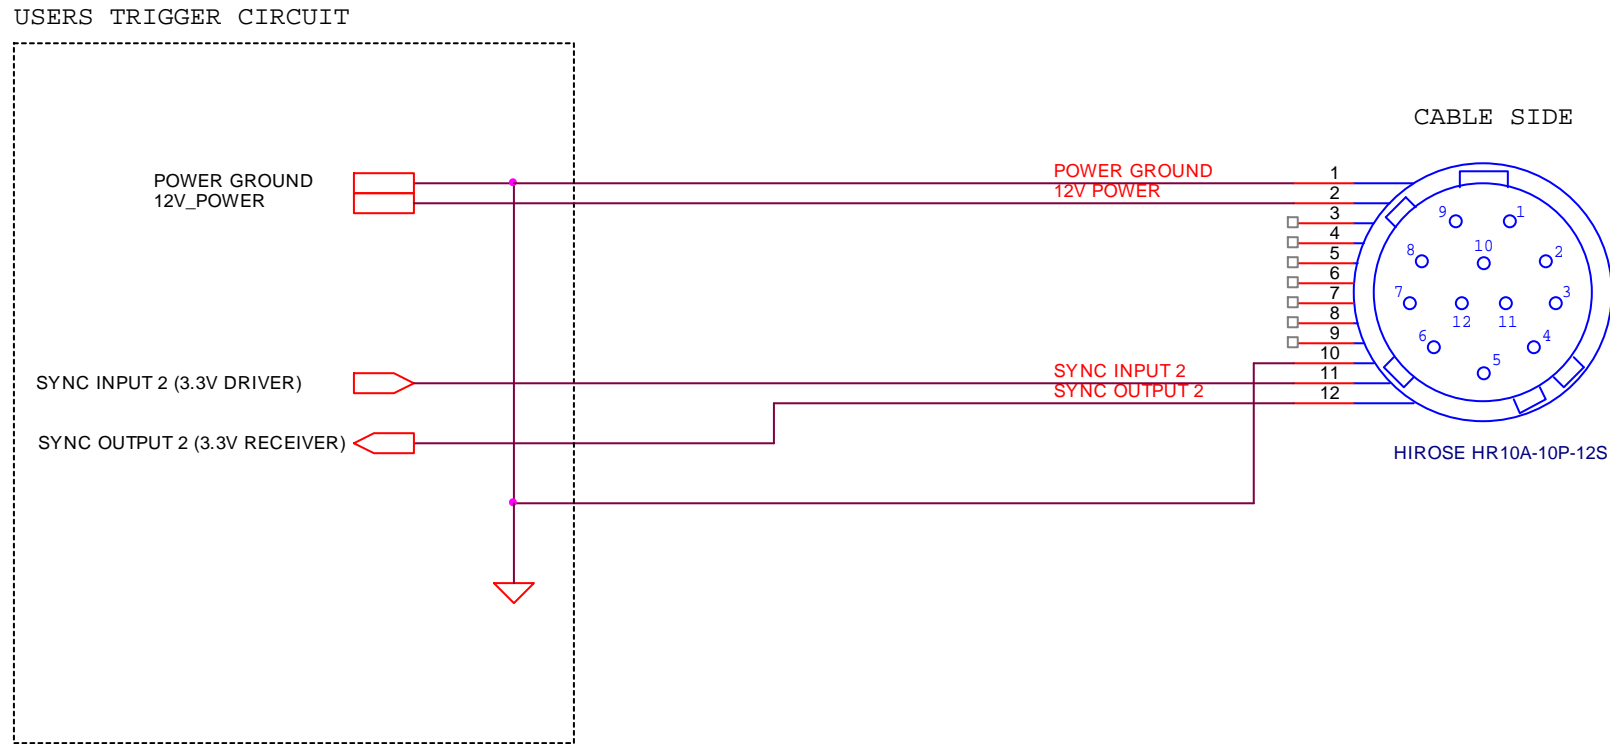 USERS TRIGGER CIRCUIT
CABLE SIDE
POWER GROUND
12V_POWER
POWER GROUND
12V POWER
1
2
3
4
5
6
7
8
9
10
11
12
9
1
8
10
2
7
12
11
3
6
4
5
SYNC INPUT 2 (3.3V DRIVER)
SYNC INPUT 2
SYNC OUTPUT 2
SYNC OUTPUT 2 (3.3V RECEIVER)
HIROSE HR10A-10P-12S